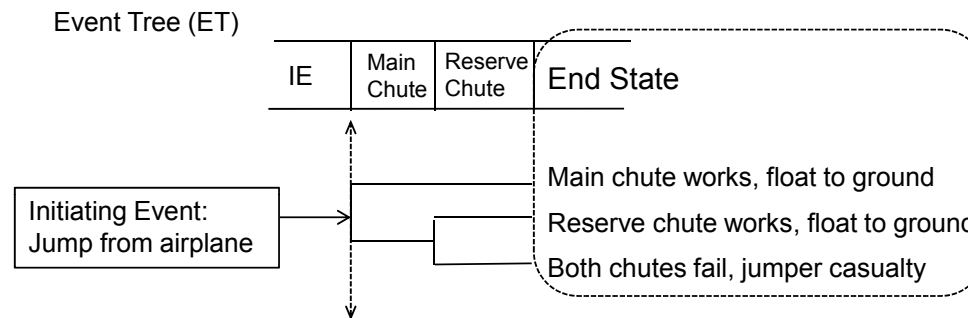 Event Tree (ET)
IE
Main
Chute
Reserve
Chute
End State
Main chute works, float to ground
Initiating Event:
Jump from airplane
Reserve chute works, float to ground
Both chutes fail, jumper casualty